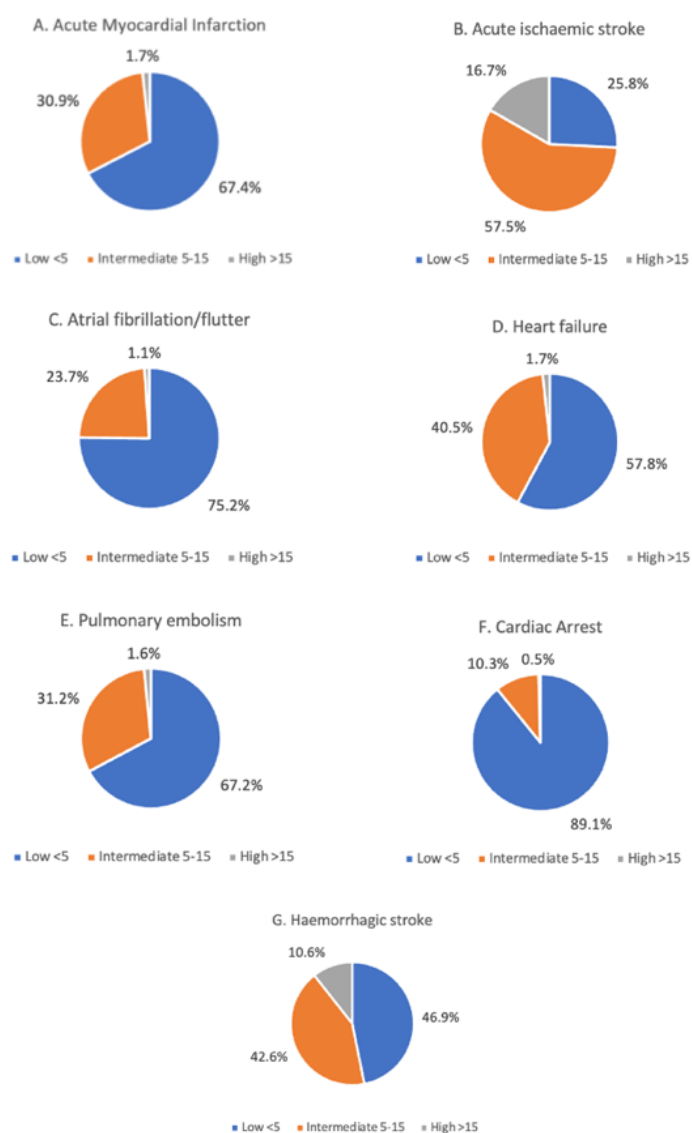 A. Acute Myocardial Infarction
1.7%
30.9%
67.4%
Low <5 Intermediate 5-15 High >15
B. Acute ischaemic stroke
16.7%
25.8%
57.5%
Low <5 Intermediate 5-15 High >15
C. Atrial fibrillation/flutter
1.1%
23.7%
75.2%
Low <5 Intermediate 5-15 High >15
D. Heart failure
1.7%
40.5%
57.8%
Low <5 Intermediate 5-15 High >15
E. Pulmonary embolism
1.6%
31.2%
67.2%
Low <5 Intermediate 5-15 High >15
F. Cardiac Arrest
10.3% 0.5%
89.1%
Low <5 Intermediate 5-15 High >15
G. Haemorrhagic stroke
10.6%
46.9%
42.6%
Low <5 Intermediate 5-15 High >15